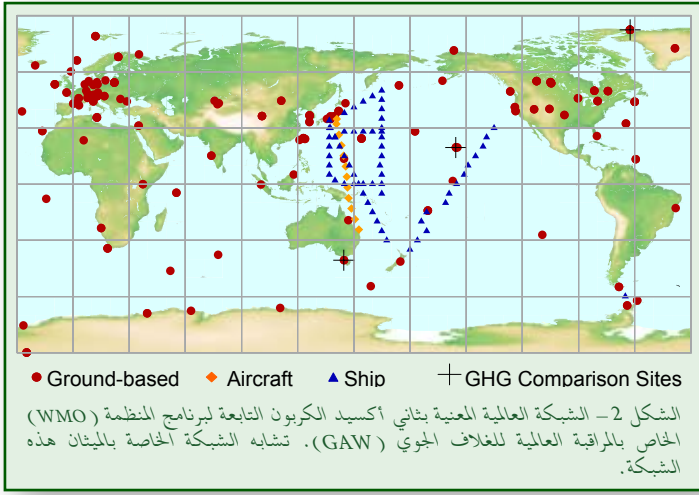 Ground-based Aircraft Ship GHG Comparison Sites
الشكل 2– الشبكة العالمية المعنية بثاني أكسيد الكربون التابعة لبرنامج المنظمة (WMO)
الخاص بالمراقبة العالمية للغلاف الجوي (GAW). تشابه الشبكة الخاصة بالميثان هذه
الشبكة.